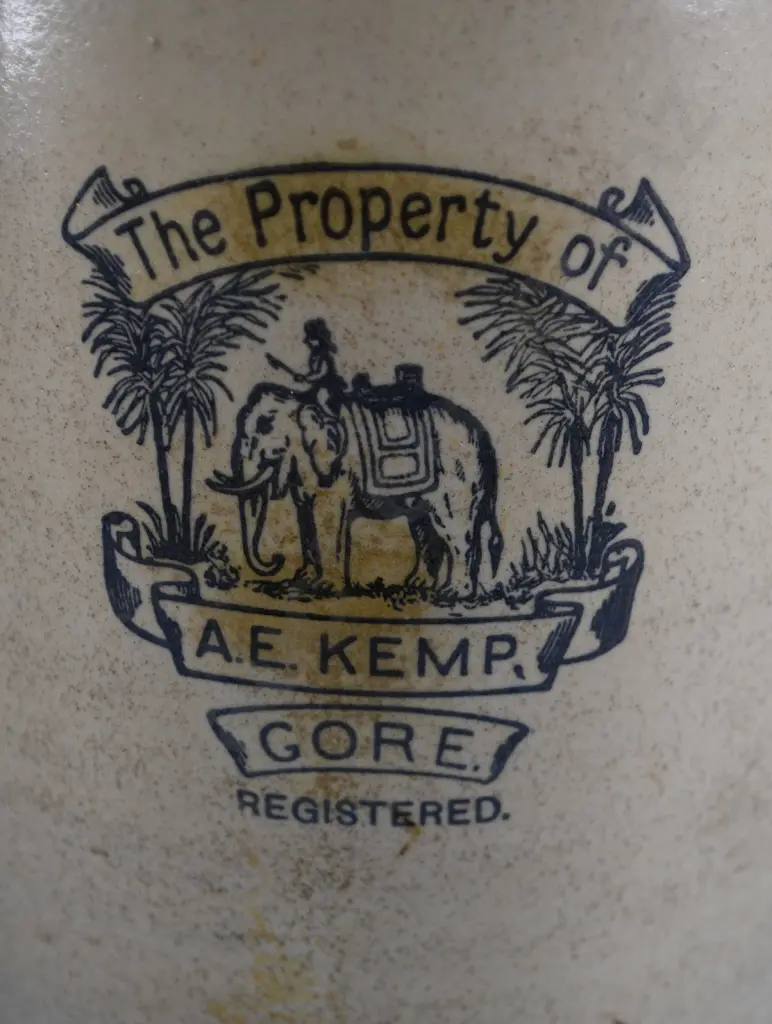 The Property of
A.E. KEMP.
GORE.
REGISTERED.